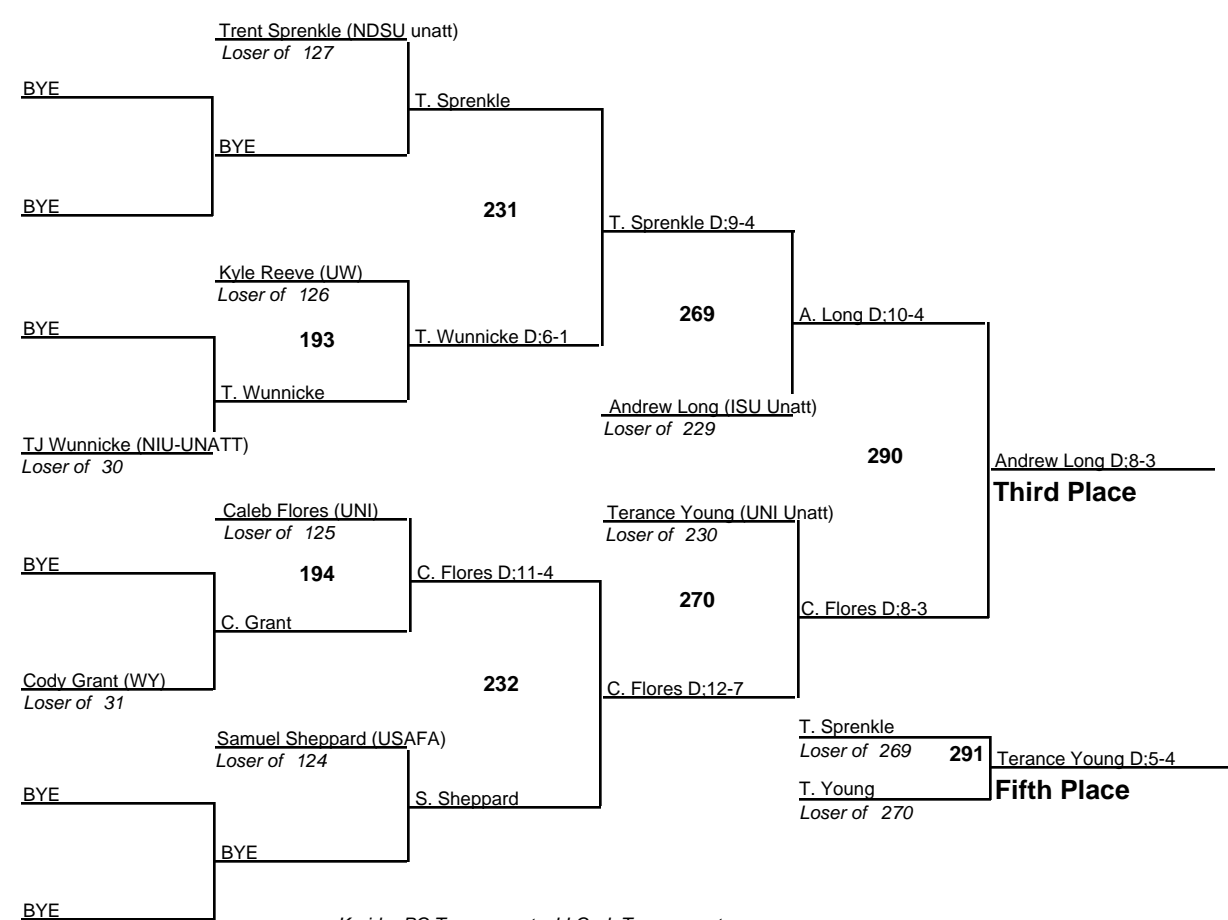 Trent Sprenkle (NDSU unatt)
Loser of 127
BYE
T. Sprenkle
BYE
BYE
231
T. Sprenkle D;9-4
Kyle Reeve (UW)
Loser of 126
269
BYE
193
T. Wunnicke D;6-1
A. Long D;10-4
T. Wunnicke
Andrew Long (ISU Unatt)
Loser of 229
TJ Wunnicke (NIU-UNATT)
Loser of 30
290
Andrew Long D;8-3
Third Place
Caleb Flores (UNI)
Loser of 125
Terance Young (UNI Unatt)
Loser of 230
BYE
194
C. Flores D;11-4
270
C. Flores D;8-3
C. Grant
Cody Grant (WY)
Loser of 31
232
C. Flores D;12-7
Samuel Sheppard (USAFA)
Loser of 124
T. Sprenkle
Loser of 269
291
Terance Young D;5-4
Fifth Place
BYE
S. Sheppard
T. Young
Loser of 270
BYE
BYE